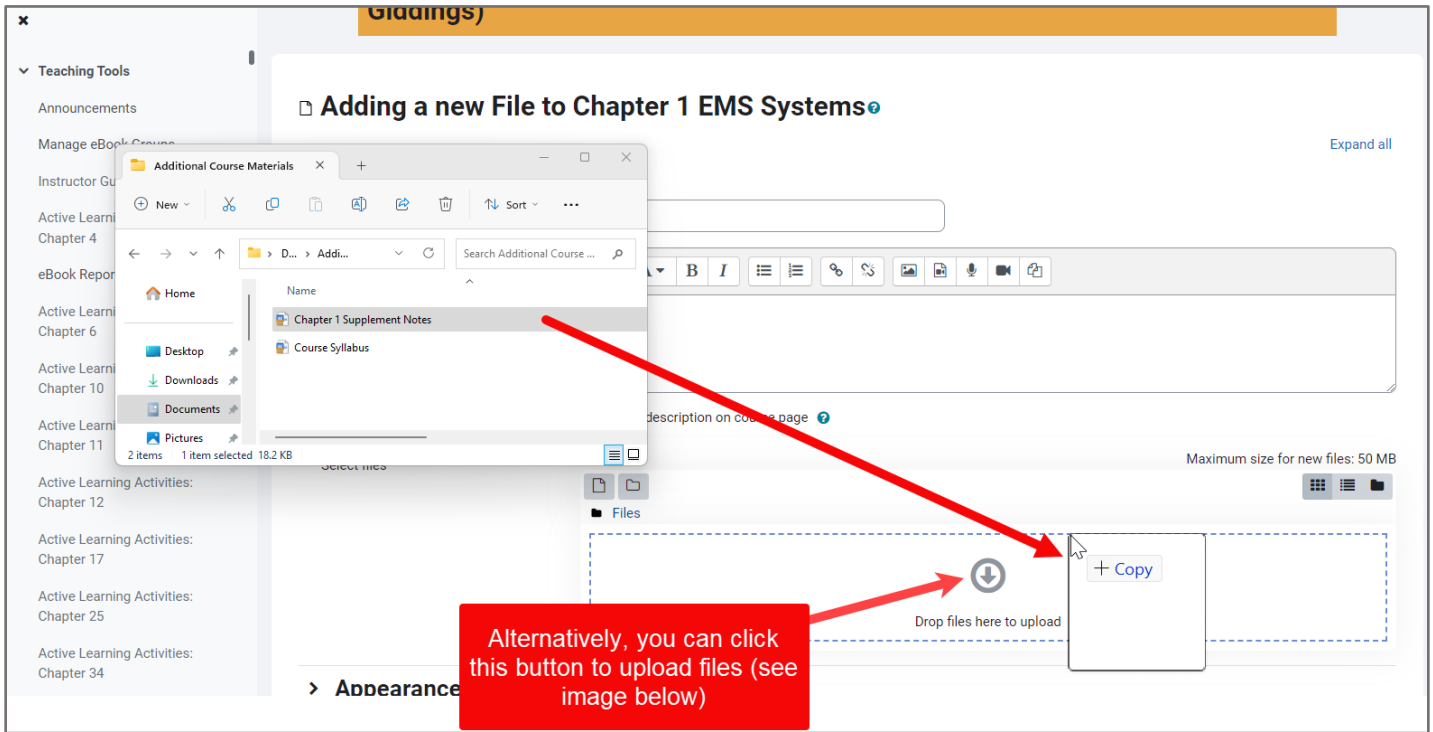 Giddings)
Teaching Tools
Announcements
Manage eBook Groups
Instructor Gu
Active Learni
Chapter 4
eBook Repor
Active Learni
Chapter 6
Active Learni
Chapter 10
Active Learni
Chapter 11
Active Learning Activities:
Chapter 12
Active Learning Activities:
Chapter 17
Active Learning Activities:
Chapter 25
Active Learning Activities:
Chapter 34
Adding a new File to Chapter 1 EMS Systems
Expand all
Additional Course Materials
New
Sort
D... > Addi...
Search Additional Course ...
Home
Desktop
Downloads
Documents
Pictures
Name
Chapter 1 Supplement Notes
Course Syllabus
2 items 1 item selected 18.2 KB
B I
description on course page
Select files
Maximum size for new files: 50 MB
Files
+ Copy
Drop files here to upload
Alternatively, you can click
this button to upload files (see
image below)
Appearance